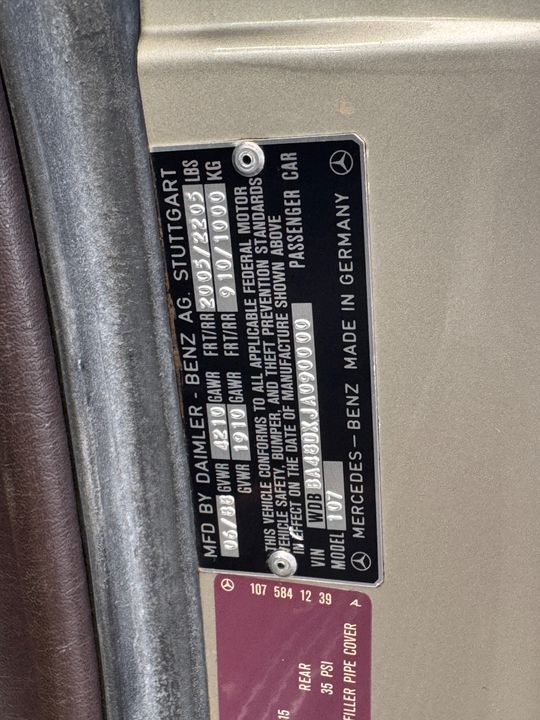 MFD BY DAIMLER - BENZ AG. STUTTGART
05/88 GVWR 4210 GAWR FRT/RR 2005/2205 LBS
GVWR 1910 GAWR FRT/RR 910/1000 KG
THIS VEHICLE CONFORMS TO ALL APPLICABLE FEDERAL MOTOR
VEHICLE SAFETY, BUMPER, AND THEFT PREVENTION STANDARDS
IN EFFECT ON THE DATE OF MANUFACTURE SHOWN ABOVE
VIN WDB BA48DXJA090000 PASSENGER CAR
MODEL 107
MERCEDES-BENZ MADE IN GERMANY
107 584 12 39 A
REAR
15 35 PSI
FILLER PIPE COVER